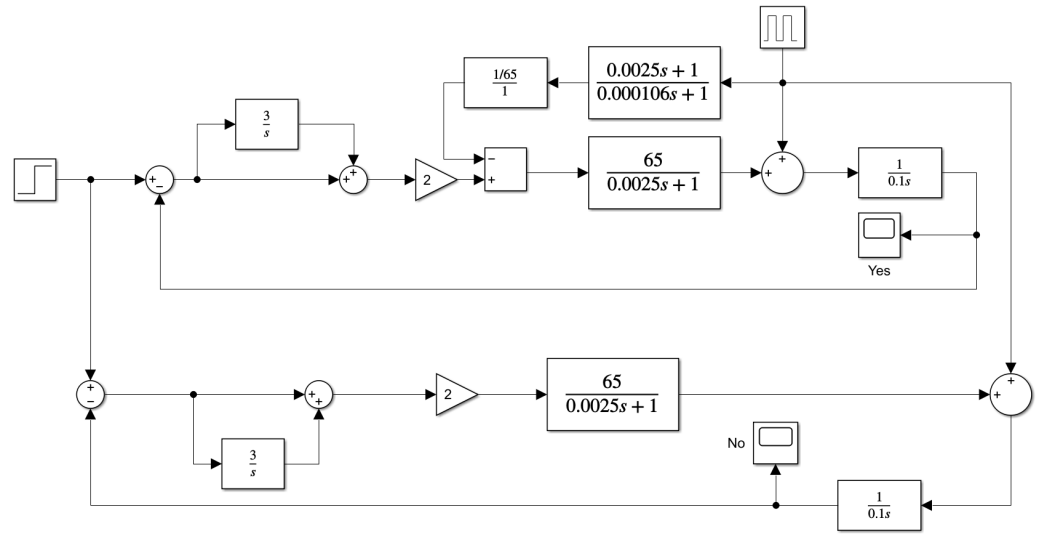 1/65
1
0.0025s + 1
0.000106s + 1
3
s
+
−
+
+
2
−
+
65
0.0025s + 1
+
+
1
0.1s
Yes
+
−
+
+
2
65
0.0025s + 1
+
+
3
s
No
1
0.1s